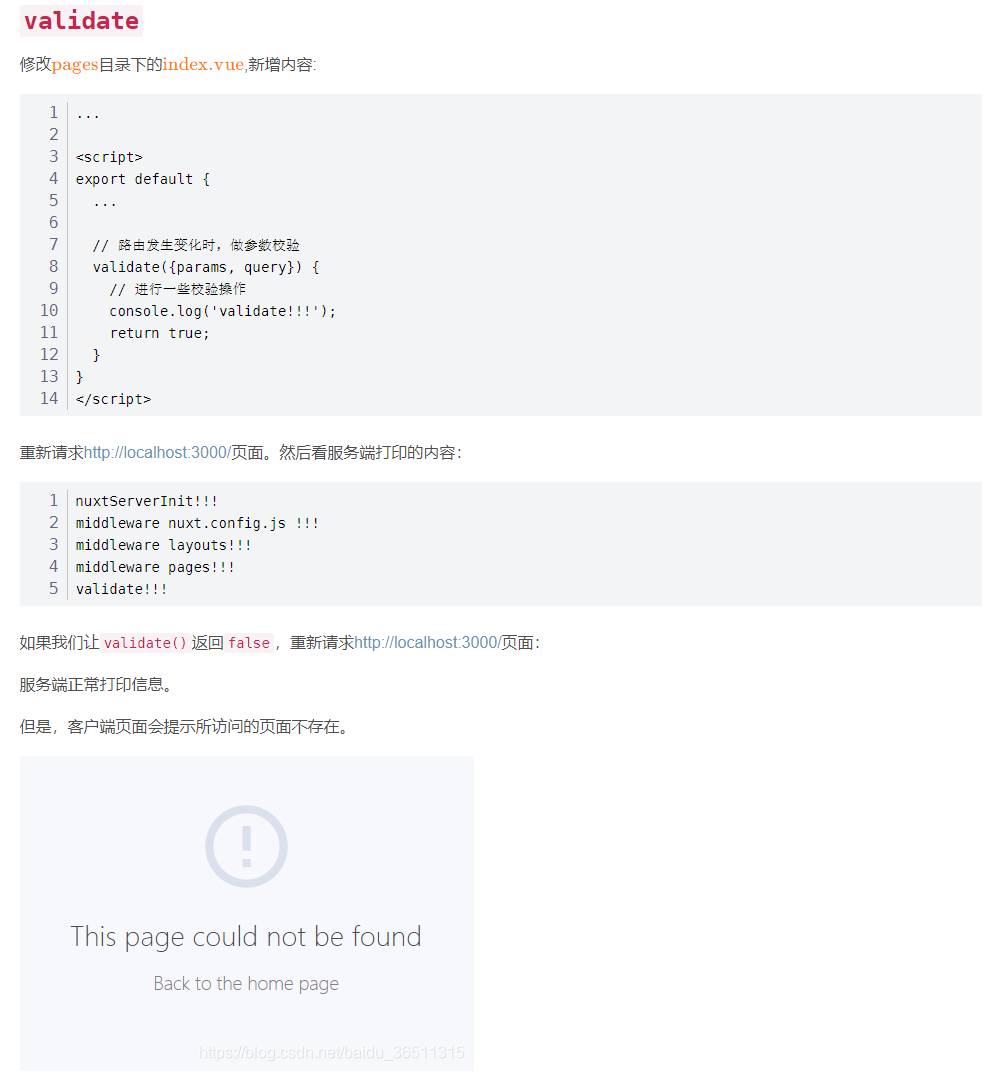 validate
修改pages目录下的index.vue,新增内容:
1 ...
2
3 <script>
4 export default {
5   ...
6
7   // 路由发生变化时，做参数校验
8   validate({params, query}) {
9     // 进行一些校验操作
10     console.log('validate!!!');
11     return true;
12   }
13 }
14 </script>
重新请求http://localhost:3000/页面。然后看服务端打印的内容：
1 nuxtServerInit!!!
2 middleware nuxt.config.js !!!
3 middleware layouts!!!
4 middleware pages!!!
5 validate!!!
如果我们让validate()返回false，重新请求http://localhost:3000/页面：
服务端正常打印信息。
但是，客户端页面会提示所访问的页面不存在。
This page could not be found
Back to the home page
https://blog.csdn.net/baidu_36511315